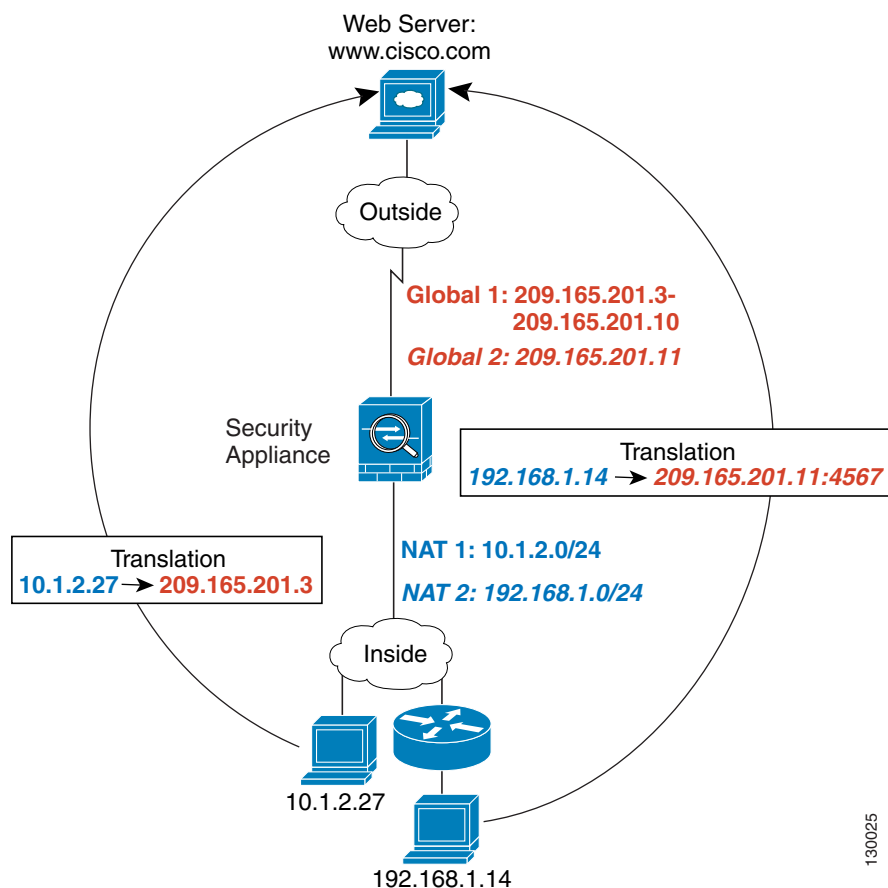 Web Server:
www.cisco.com
Outside
Global 1: 209.165.201.3-
209.165.201.10
Global 2: 209.165.201.11
Security
Appliance
Translation
192.168.1.14 → 209.165.201.11:4567
NAT 1: 10.1.2.0/24
NAT 2: 192.168.1.0/24
Translation
10.1.2.27 → 209.165.201.3
Inside
10.1.2.27
192.168.1.14
130025